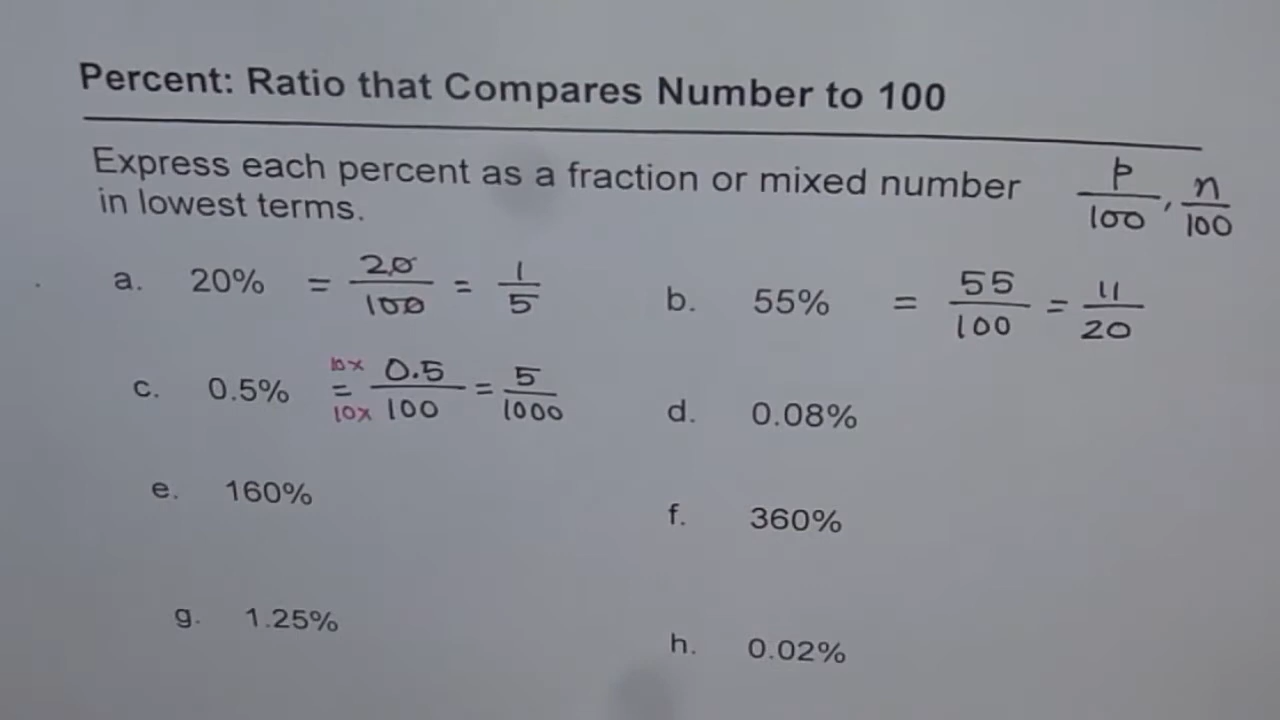 Percent: Ratio that Compares Number to 100
Express each percent as a fraction or mixed number
in lowest terms.
p/100, n/100
a. 20% = 20/100 = 1/5
b. 55% = 55/100 = 11/20
c. 0.5% = 10x 0.5 / 10x 100 = 5/1000
d. 0.08%
e. 160%
f. 360%
g. 1.25%
h. 0.02%